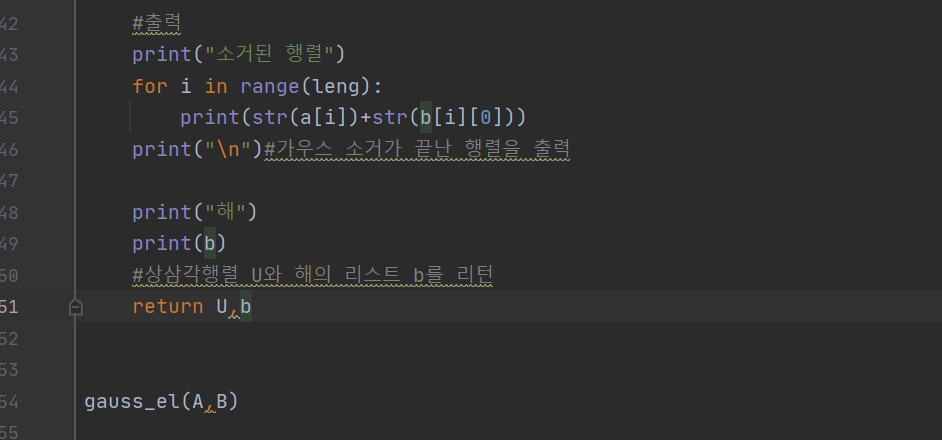 42 #출력
43 print("소거된 행렬")
44 for i in range(leng):
45 print(str(a[i])+str(b[i][0]))
46 print("\n")#가우스 소거가 끝난 행렬을 출력
47
48 print("해")
49 print(b)
50 #상삼각행렬 U와 해의 리스트 b를 리턴
51 return U,b
52
53
54 gauss_el(A,B)
55